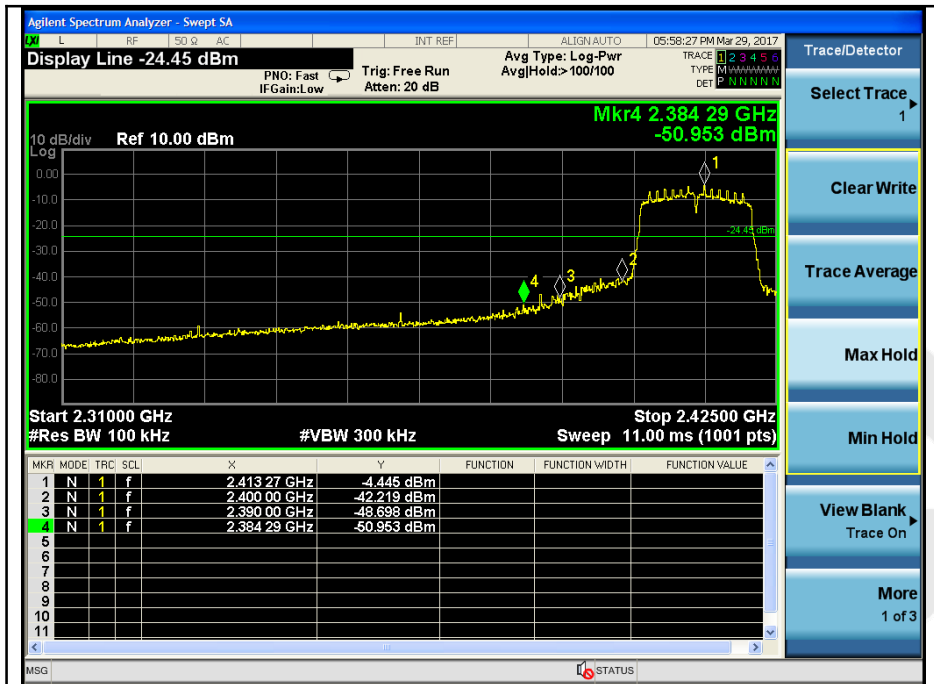 Agilent Spectrum Analyzer - Swept SA
LXI L RF 50 Ω AC INT REF ALIGN AUTO 05:58:27 PM Mar 29, 2017
Display Line -24.45 dBm
PNO: Fast
IFGain:Low
Trig: Free Run
Atten: 20 dB
Avg Type: Log-Pwr
Avg|Hold:>100/100
TRACE 1 2 3 4 5 6
TYPE M WWWWW
DET P N N N N N
Mkr4 2.384 29 GHz
-50.953 dBm
10 dB/div Ref 10.00 dBm
Log
0.00
-10.0
-20.0
-30.0
-40.0
-50.0
-60.0
-70.0
-80.0
1
-24.45 dBm
2
3
4
Start 2.31000 GHz Stop 2.42500 GHz
#Res BW 100 kHz #VBW 300 kHz Sweep 11.00 ms (1001 pts)
MKR MODE TRC SCL X Y FUNCTION FUNCTION WIDTH FUNCTION VALUE
1 N 1 f 2.413 27 GHz -4.445 dBm
2 N 1 f 2.400 00 GHz -42.219 dBm
3 N 1 f 2.390 00 GHz -48.698 dBm
4 N 1 f 2.384 29 GHz -50.953 dBm
5
6
7
8
9
10
11
MSG STATUS
Trace/Detector
Select Trace
1
Clear Write
Trace Average
Max Hold
Min Hold
View Blank
Trace On
More
1 of 3